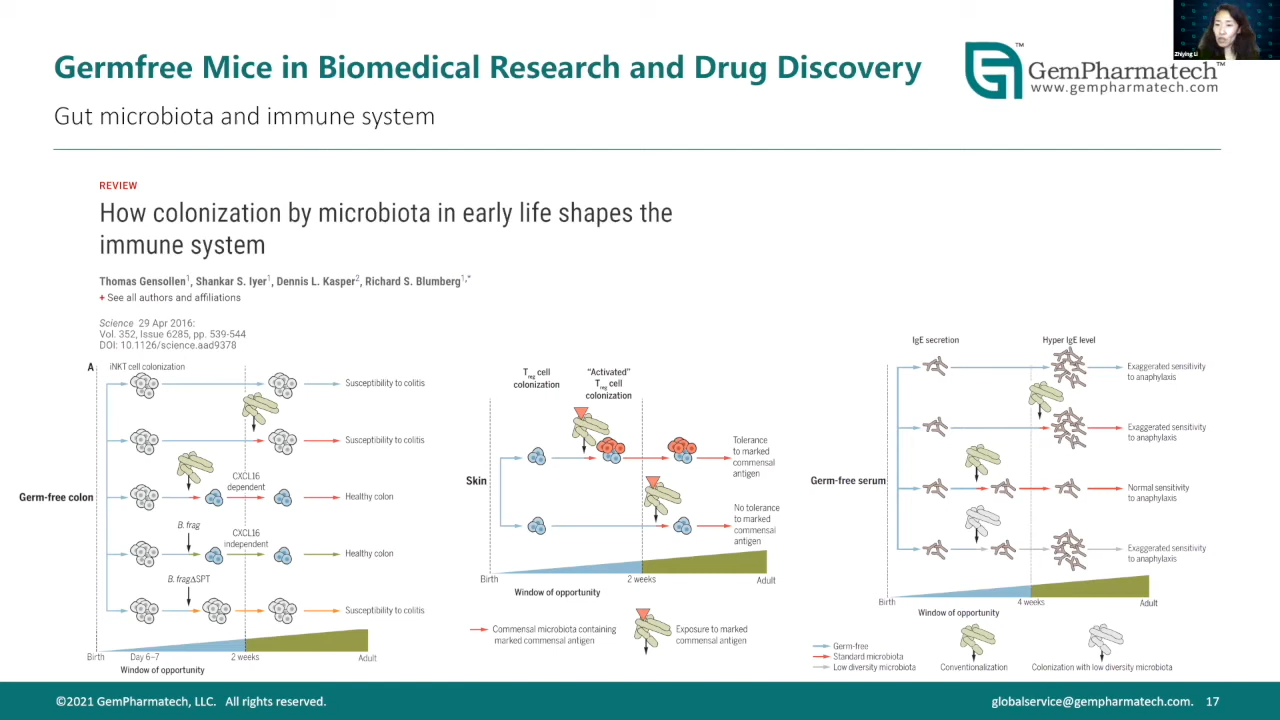 Zhiying Li
Germfree Mice in Biomedical Research and Drug Discovery
GemPharmatech™
www.gempharmatech.com
Gut microbiota and immune system
REVIEW
How colonization by microbiota in early life shapes the
immune system
Thomas Gensollen1, Shankar S. Iyer1, Dennis L. Kasper2, Richard S. Blumberg1,*
+ See all authors and affiliations
Science 29 Apr 2016:
Vol. 352, Issue 6285, pp. 539-544
DOI: 10.1126/science.aad9378
A
iNKT cell colonization
Susceptibility to colitis
Susceptibility to colitis
Germ-free colon
CXCL16
dependent
Healthy colon
B. frag
CXCL16
independent
Healthy colon
B. fragΔSPT
Susceptibility to colitis
Birth
Day 6–7
2 weeks
Adult
Window of opportunity
Treg cell
colonization
"Activated"
Treg cell
colonization
Skin
Tolerance
to marked
commensal
antigen
No tolerance
to marked
commensal
antigen
Birth
2 weeks
Adult
Window of opportunity
Commensal microbiota containing
marked commensal antigen
Exposure to marked
commensal antigen
IgE secretion
Hyper IgE level
Exaggerated sensitivity
to anaphylaxis
Exaggerated sensitivity
to anaphylaxis
Germ-free serum
Normal sensitivity
to anaphylaxis
Exaggerated sensitivity
to anaphylaxis
Birth
4 weeks
Adult
Window of opportunity
Germ-free
Standard microbiota
Low diversity microbiota
Conventionalization
Colonization with low diversity microbiota
©2021 GemPharmatech, LLC. All rights reserved.
globalservice@gempharmatech.com. 17